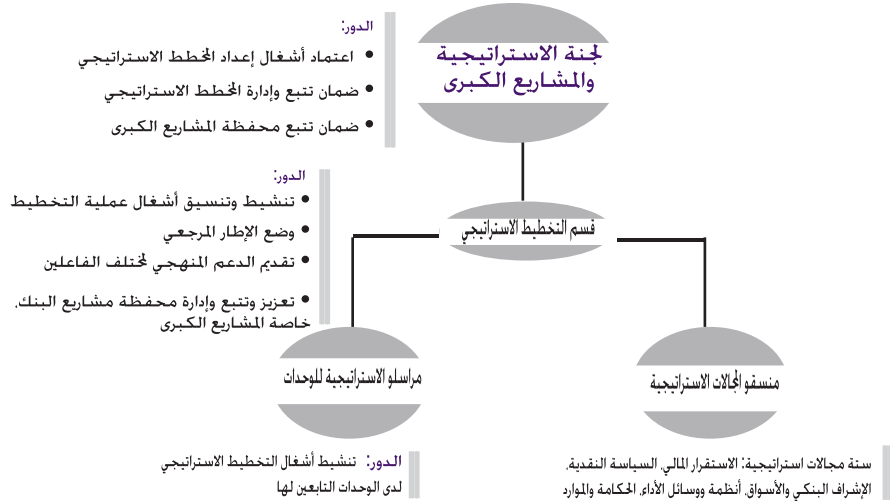 الدور:
• اعتماد أشغال إعداد المخطط الاستراتيجي
• ضمان تتبع وإدارة المخطط الاستراتيجي
• ضمان تتبع محفظة المشاريع الكبرى
لجنة الاستراتيجية
والمشاريع الكبرى
الدور:
• تنشيط وتنسيق أشغال عملية التخطيط
• وضع الإطار المرجعي
• تقديم الدعم المنهجي لمختلف الفاعلين
• تعزيز وتتبع وإدارة محفظة مشاريع البنك،
خاصة المشاريع الكبرى
قسم التخطيط الاستراتيجي
منسقو المجالات الاستراتيجية
ستة مجالات استراتيجية: الاستقرار المالي، السياسة النقدية،
الإشراف البنكي والأسواق، أنظمة ووسائل الأداء، الحكامة والموارد
مراسلو الاستراتيجية للوحدات
الدور: تنشيط أشغال التخطيط الاستراتيجي
لدى الوحدات التابعين لها